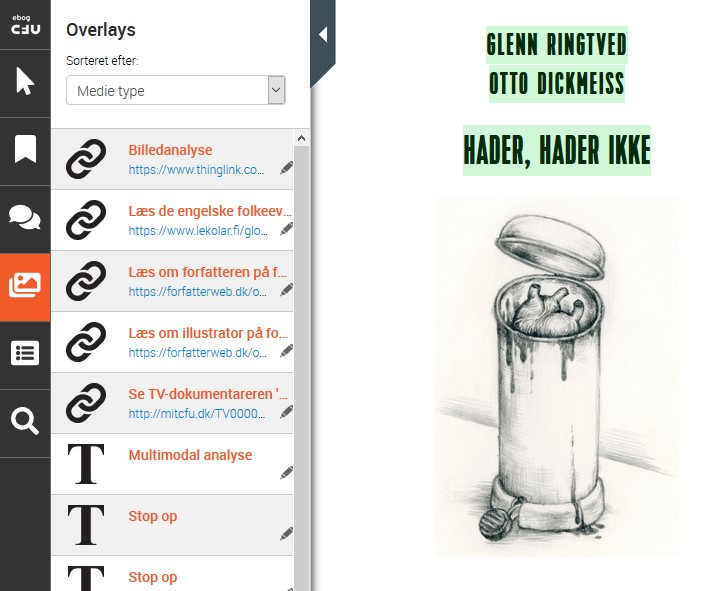 ebog
CFU
Overlays
Sorteret efter:
Medie type
Billedanalyse
https://www.thinglink.co...
Læs de engelske folkeev...
https://www.lekolar.fi/glo...
Læs om forfatteren på f...
https://forfatterweb.dk/o...
Læs om illustrator på fo...
https://forfatterweb.dk/o...
Se TV-dokumentareren '...
http://mitcfu.dk/TV0000...
T
Multimodal analyse
T
Stop op
T
Stop op
GLENN RINGTVED
OTTO DICKMEISS
HADER, HADER IKKE